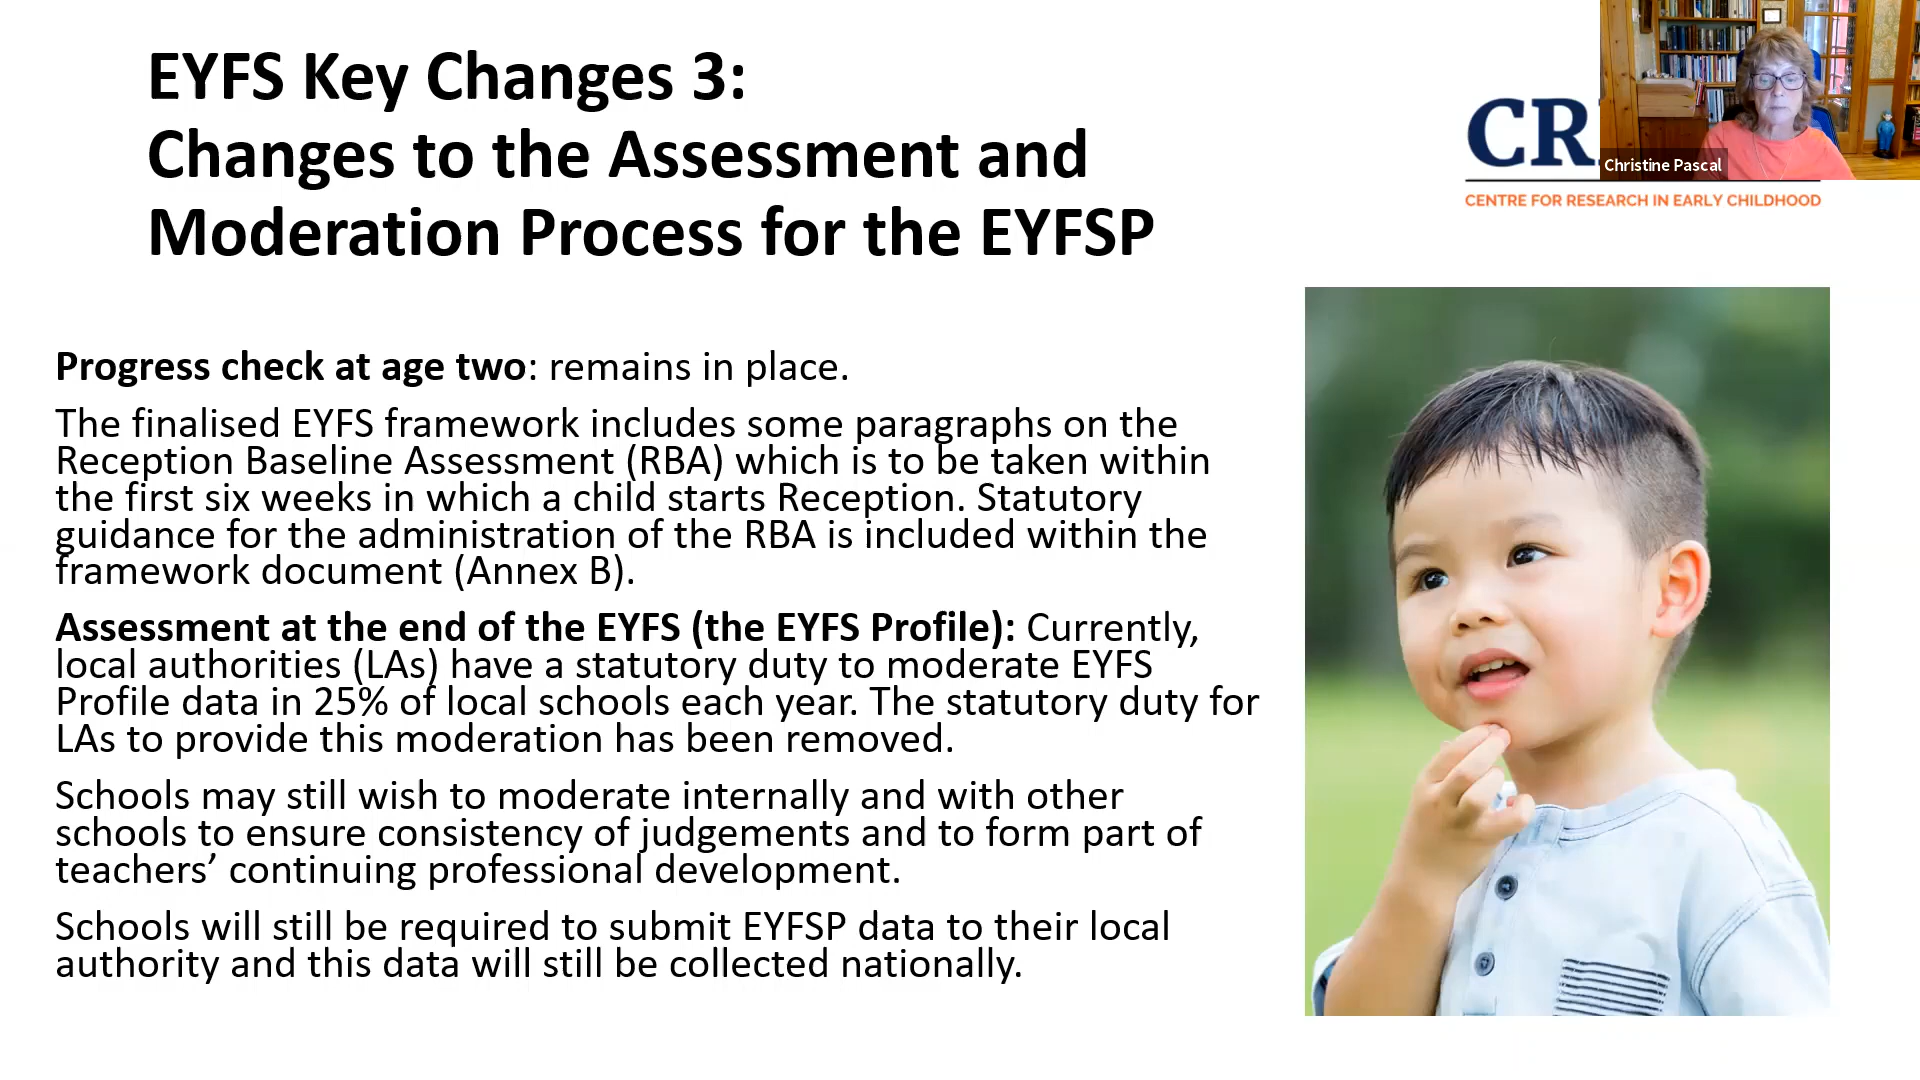 EYFS Key Changes 3:
Changes to the Assessment and
Moderation Process for the EYFSP
CR
Christine Pascal
CENTRE FOR RESEARCH IN EARLY CHILDHOOD
Progress check at age two: remains in place.
The finalised EYFS framework includes some paragraphs on the
Reception Baseline Assessment (RBA) which is to be taken within
the first six weeks in which a child starts Reception. Statutory
guidance for the administration of the RBA is included within the
framework document (Annex B).
Assessment at the end of the EYFS (the EYFS Profile): Currently,
local authorities (LAs) have a statutory duty to moderate EYFS
Profile data in 25% of local schools each year. The statutory duty for
LAs to provide this moderation has been removed.
Schools may still wish to moderate internally and with other
schools to ensure consistency of judgements and to form part of
teachers’ continuing professional development.
Schools will still be required to submit EYFSP data to their local
authority and this data will still be collected nationally.